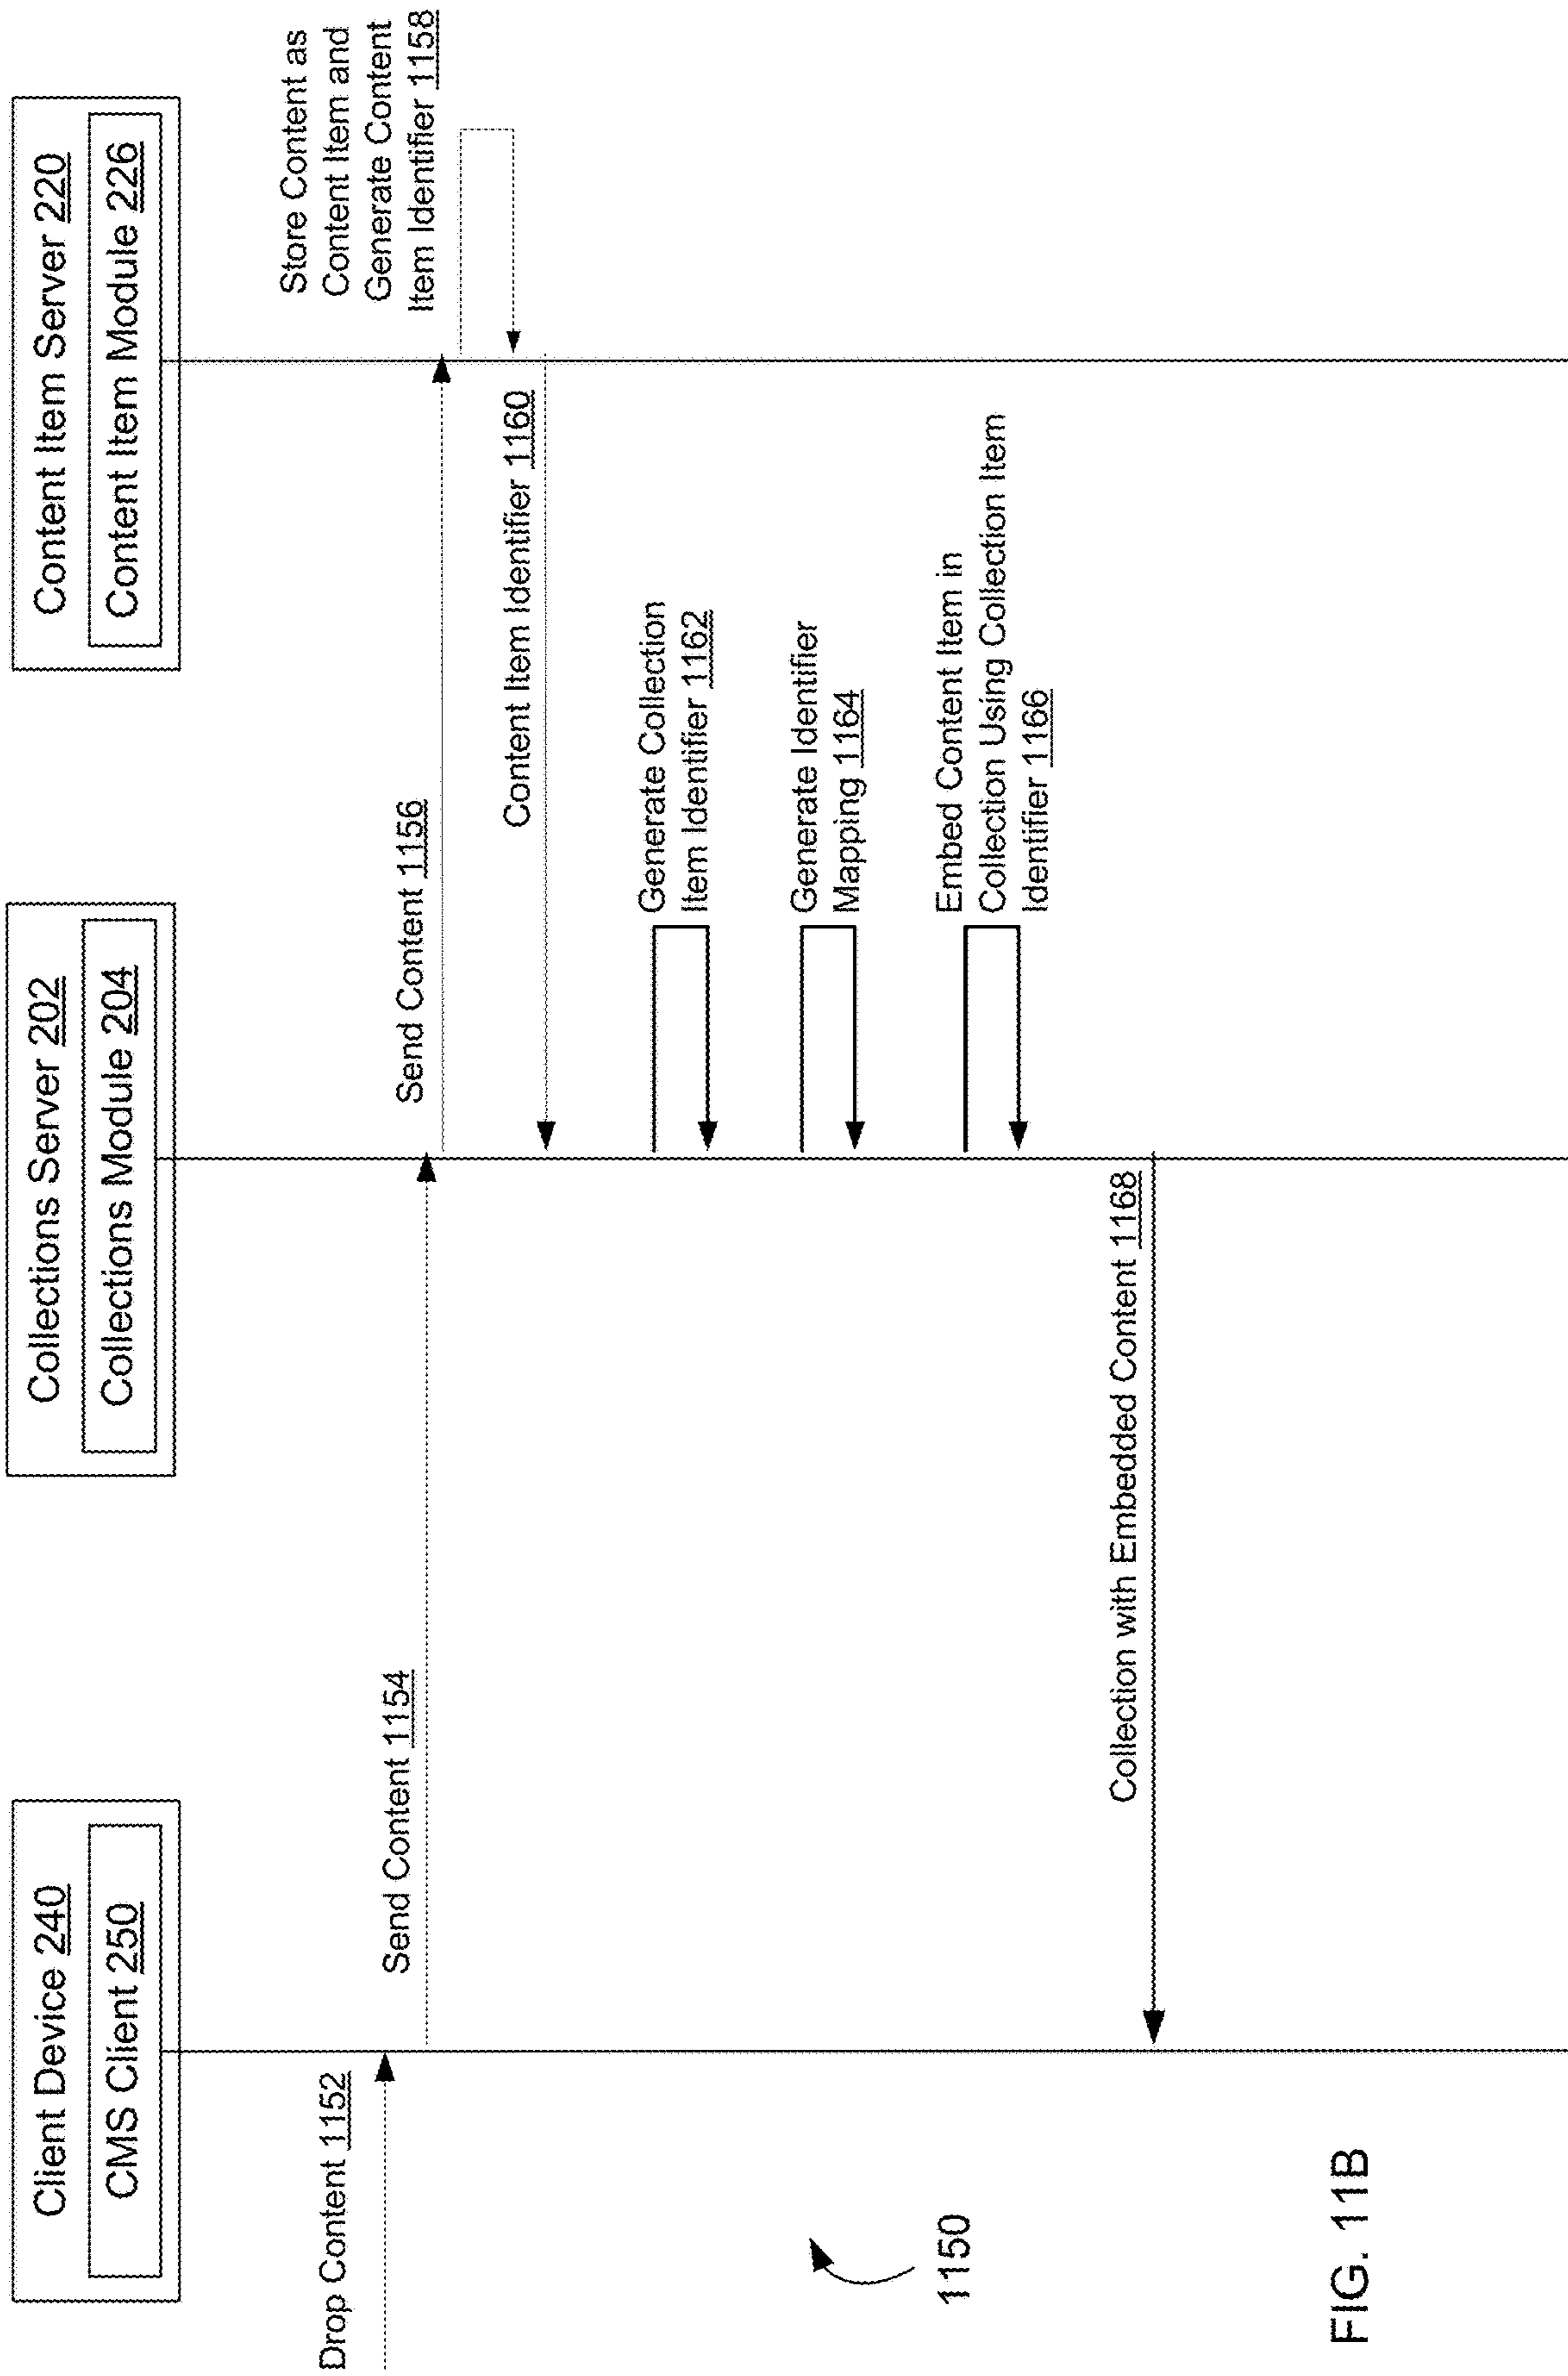 Client Device 240
CMS Client 250
Collections Server 202
Collections Module 204
Content Item Server 220
Content Item Module 226
Drop Content 1152
Send Content 1154
Send Content 1156
Store Content as
Content Item and
Generate Content
Item Identifier 1158
Content Item Identifier 1160
Generate Collection
Item Identifier 1162
Generate Identifier
Mapping 1164
Embed Content Item in
Collection Using Collection Item
Identifier 1166
Collection with Embedded Content 1168
1150
FIG. 11B